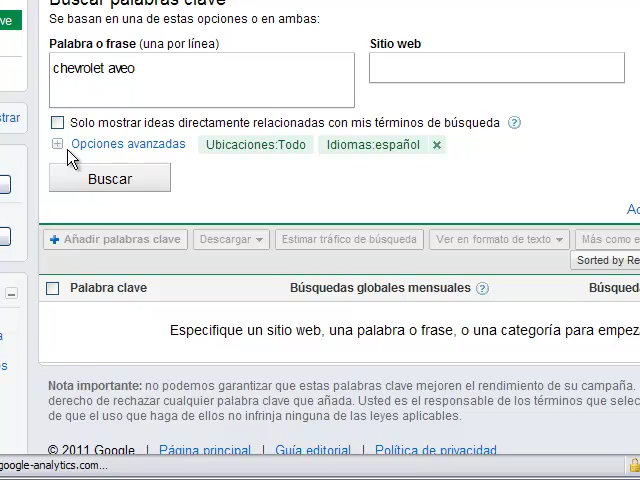 Buscar palabras clave
Se basan en una de estas opciones o en ambas:
ve
Palabra o frase (una por línea)
Sitio web
chevrolet aveo
strar
Solo mostrar ideas directamente relacionadas con mis términos de búsqueda ?
Opciones avanzadas Ubicaciones:Todo Idiomas:español ×
Buscar
Añadir palabras clave Descargar Estimar tráfico de búsqueda Ver en formato de texto Más como e
Sorted by Re
Palabra clave Búsquedas globales mensuales ? Búsqueda
Especifique un sitio web, una palabra o frase, o una categoría para empez
a
os
Nota importante: no podemos garantizar que estas palabras clave mejoren el rendimiento de su campaña.
derecho de rechazar cualquier palabra clave que añada. Usted es el responsable de los términos que selec
de que el uso que haga de ellos no infrinja ninguna de las leyes aplicables.
© 2011 Google | Página principal | Guía editorial | Política de privacidad
google-analytics.com...